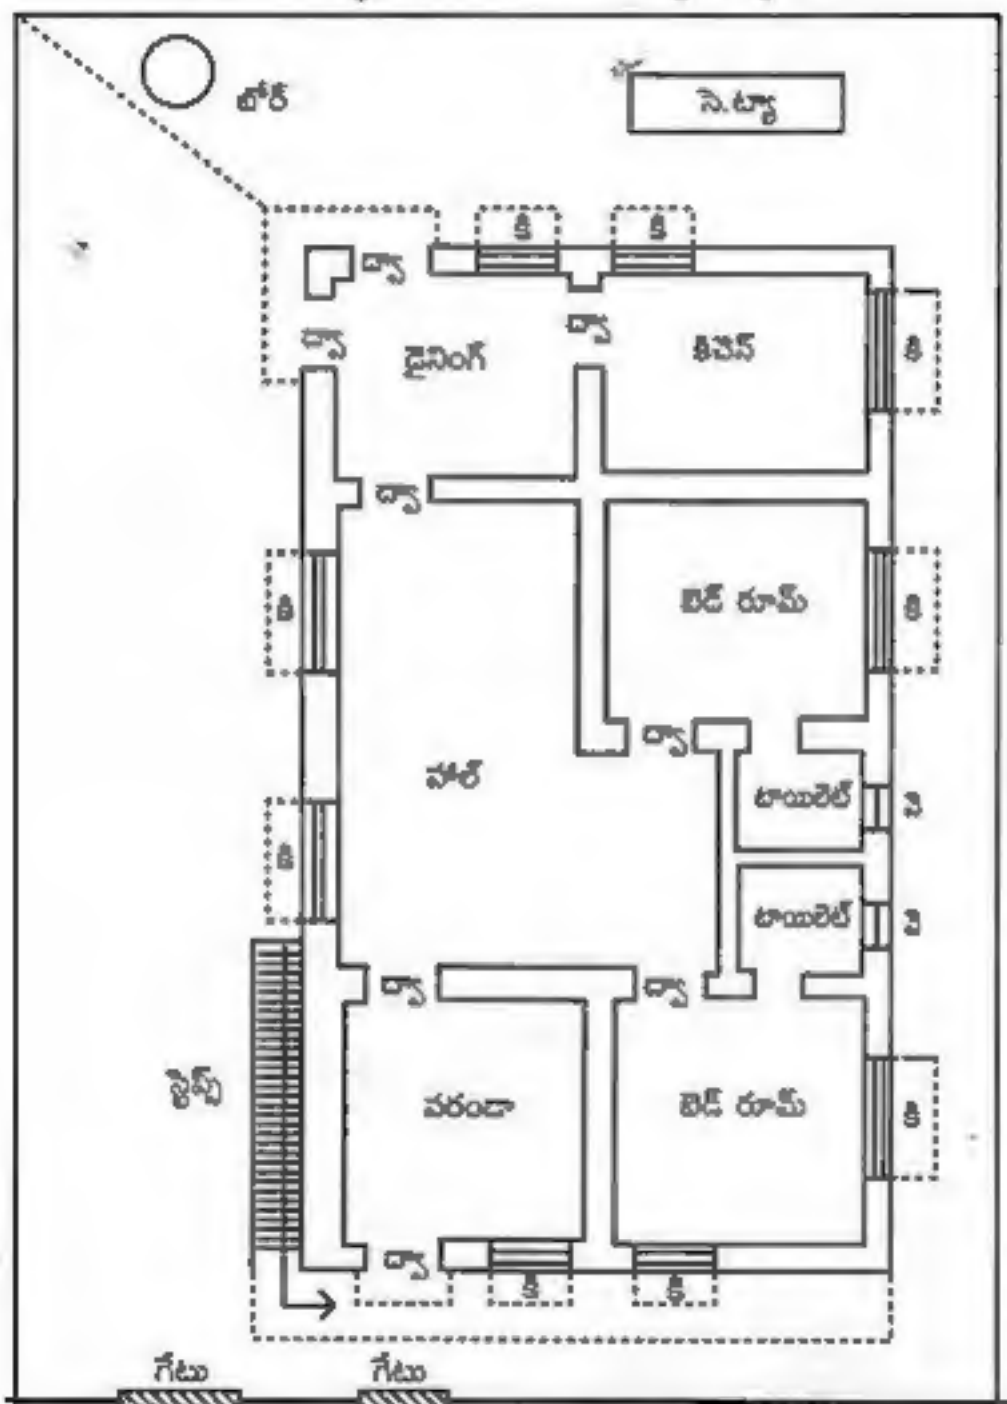 బోర్
సె.ట్యా
కి
కి
ద్వా
ద్వా
ద్వా
డైనింగ్
కిచెన్
కి
ద్వా
కి
బెడ్ రూమ్
కి
ద్వా
హాల్
టాయిలెట్
వె
కి
టాయిలెట్
వె
ద్వా
ద్వా
స్టెప్స్
వరండా
బెడ్ రూమ్
కి
ద్వా
కి
కి
గేటు
గేటు